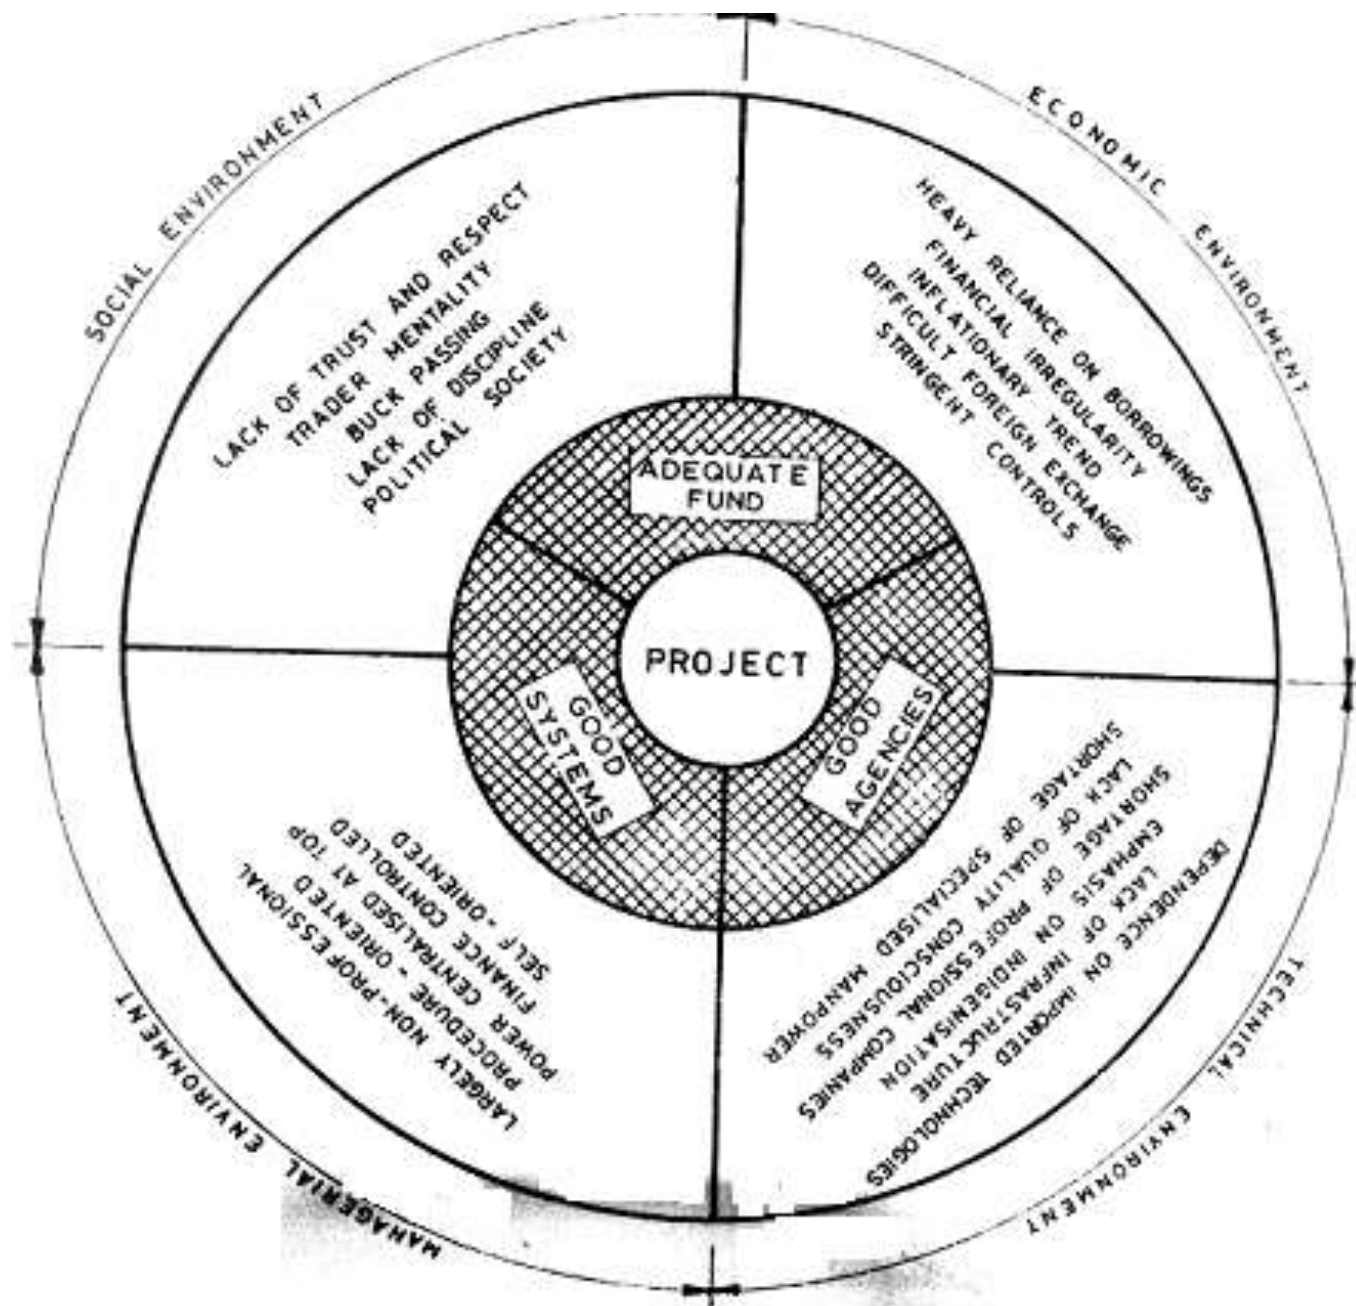 SOCIAL ENVIRONMENT
LACK OF TRUST AND RESPECT
TRADER MENTALITY
BUCK PASSING
LACK OF DISCIPLINE
POLITICAL SOCIETY
ECONOMIC ENVIRONMENT
HEAVY RELIANCE ON BORROWINGS
FINANCIAL IRREGULARITY
INFLATIONARY TREND
DIFFICULT FOREIGN EXCHANGE
STRINGENT CONTROLS
ADEQUATE
FUND
PROJECT
GOOD
SYSTEMS
GOOD
AGENCIES
MANAGERIAL ENVIRONMENT
LARGELY NON-PROFESSIONAL
PROCEDURE - ORIENTED
POWER CENTRALISED AT TOP
FINANCE CONTROLLED
SELF - ORIENTED
TECHNICAL ENVIRONMENT
DEPENDENCE ON IMPORTED TECHNOLOGIES
LACK OF INFRASTRUCTURE
EMPHASIS ON INDIGENISATION
SHORTAGE OF PROFESSIONAL COMPANIES
LACK OF QUALITY CONSCIOUSNESS
SHORTAGE OF SPECIALISED MANPOWER